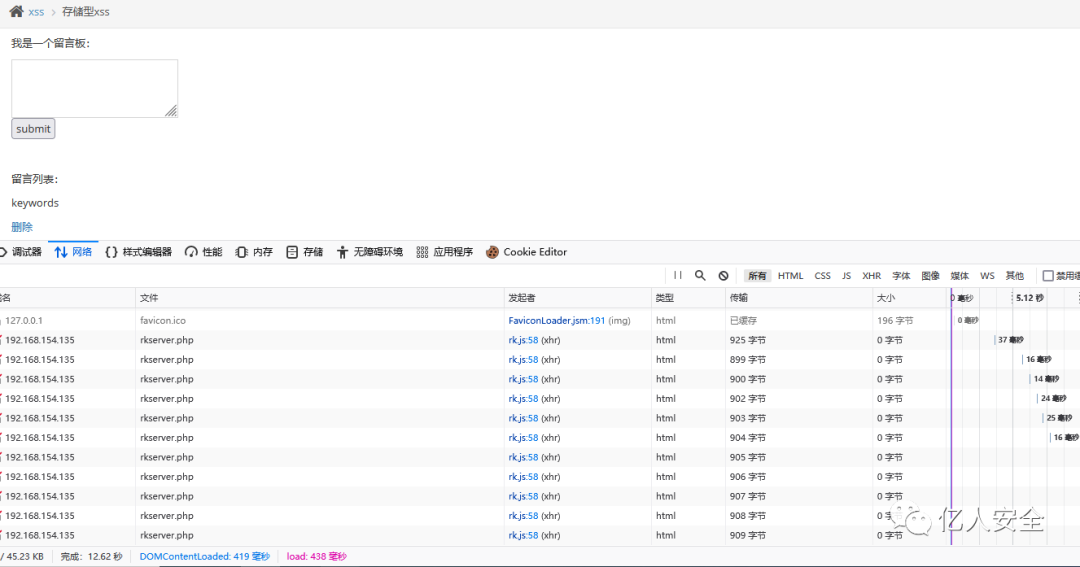 xss > 存储型xss
我是一个留言板：
submit
留言列表：
keywords
删除
调试器 网络 样式编辑器 性能 内存 存储 无障碍环境 应用程序 Cookie Editor
所有 HTML CSS JS XHR 字体 图像 媒体 WS 其他 禁用
名 文件 发起者 类型 传输 大小 0 毫秒 5.12 秒
127.0.0.1 favicon.ico FaviconLoader.jsm:191 (img) html 已缓存 196 字节 0 毫秒
192.168.154.135 rkserver.php rk.js:58 (xhr) html 925 字节 0 字节 37 毫秒
192.168.154.135 rkserver.php rk.js:58 (xhr) html 899 字节 0 字节 16 毫秒
192.168.154.135 rkserver.php rk.js:58 (xhr) html 900 字节 0 字节 14 毫秒
192.168.154.135 rkserver.php rk.js:58 (xhr) html 902 字节 0 字节 24 毫秒
192.168.154.135 rkserver.php rk.js:58 (xhr) html 903 字节 0 字节 25 毫秒
192.168.154.135 rkserver.php rk.js:58 (xhr) html 904 字节 0 字节 16 毫秒
192.168.154.135 rkserver.php rk.js:58 (xhr) html 905 字节 0 字节
192.168.154.135 rkserver.php rk.js:58 (xhr) html 906 字节 0 字节
192.168.154.135 rkserver.php rk.js:58 (xhr) html 907 字节 0 字节
192.168.154.135 rkserver.php rk.js:58 (xhr) html 908 字节 0 字节
192.168.154.135 rkserver.php rk.js:58 (xhr) html 909 字节 0 字节
亿人安全
/ 45.23 KB 完成：12.62 秒 DOMContentLoaded: 419 毫秒 load: 438 毫秒